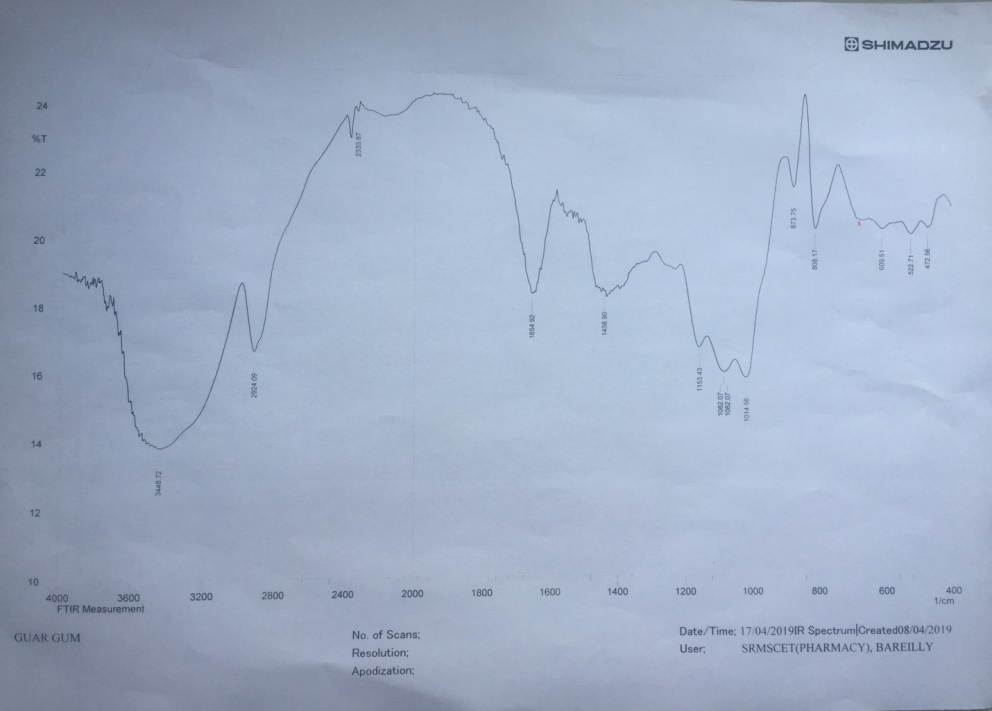 SHIMADZU
24
%T
22
20
18
16
14
12
10
2333.87
3448.72
2924.09
1654.92
1438.90
1153.43
1082.07
1082.07
1014.56
873.75
808.17
609.51
522.71
472.56
4000 3600 3200 2800 2400 2000 1600 1400 1200 1000 800 600 400
FTIR Measurement
1/cm
GUAR GUM
No. of Scans;
Resolution;
Apodization;
Date/Time; 17/04/2019IR Spectrum|Created08/04/2019
User; SRMSCET(PHARMACY), BAREILLY